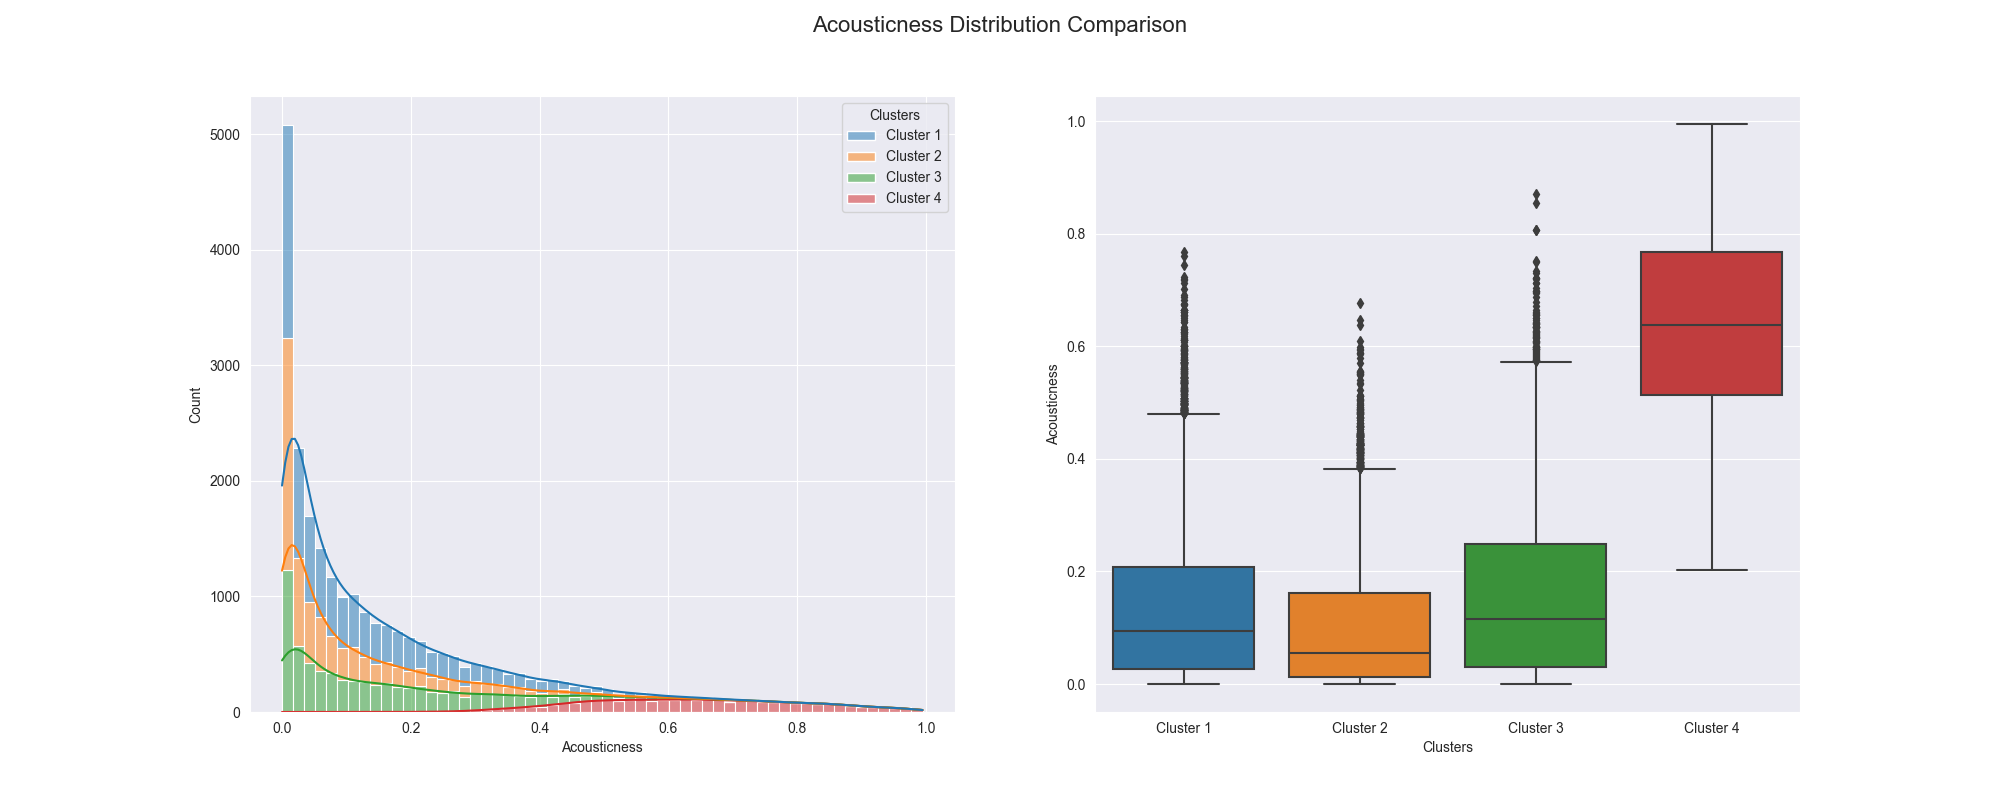 Acousticness Distribution Comparison
Clusters
Cluster 1
Cluster 2
Cluster 3
Cluster 4
5000
4000
3000
2000
1000
0
Count
0.0 0.2 0.4 0.6 0.8 1.0
Acousticness
1.0
0.8
0.6
0.4
0.2
0.0
Acousticness
Cluster 1 Cluster 2 Cluster 3 Cluster 4
Clusters